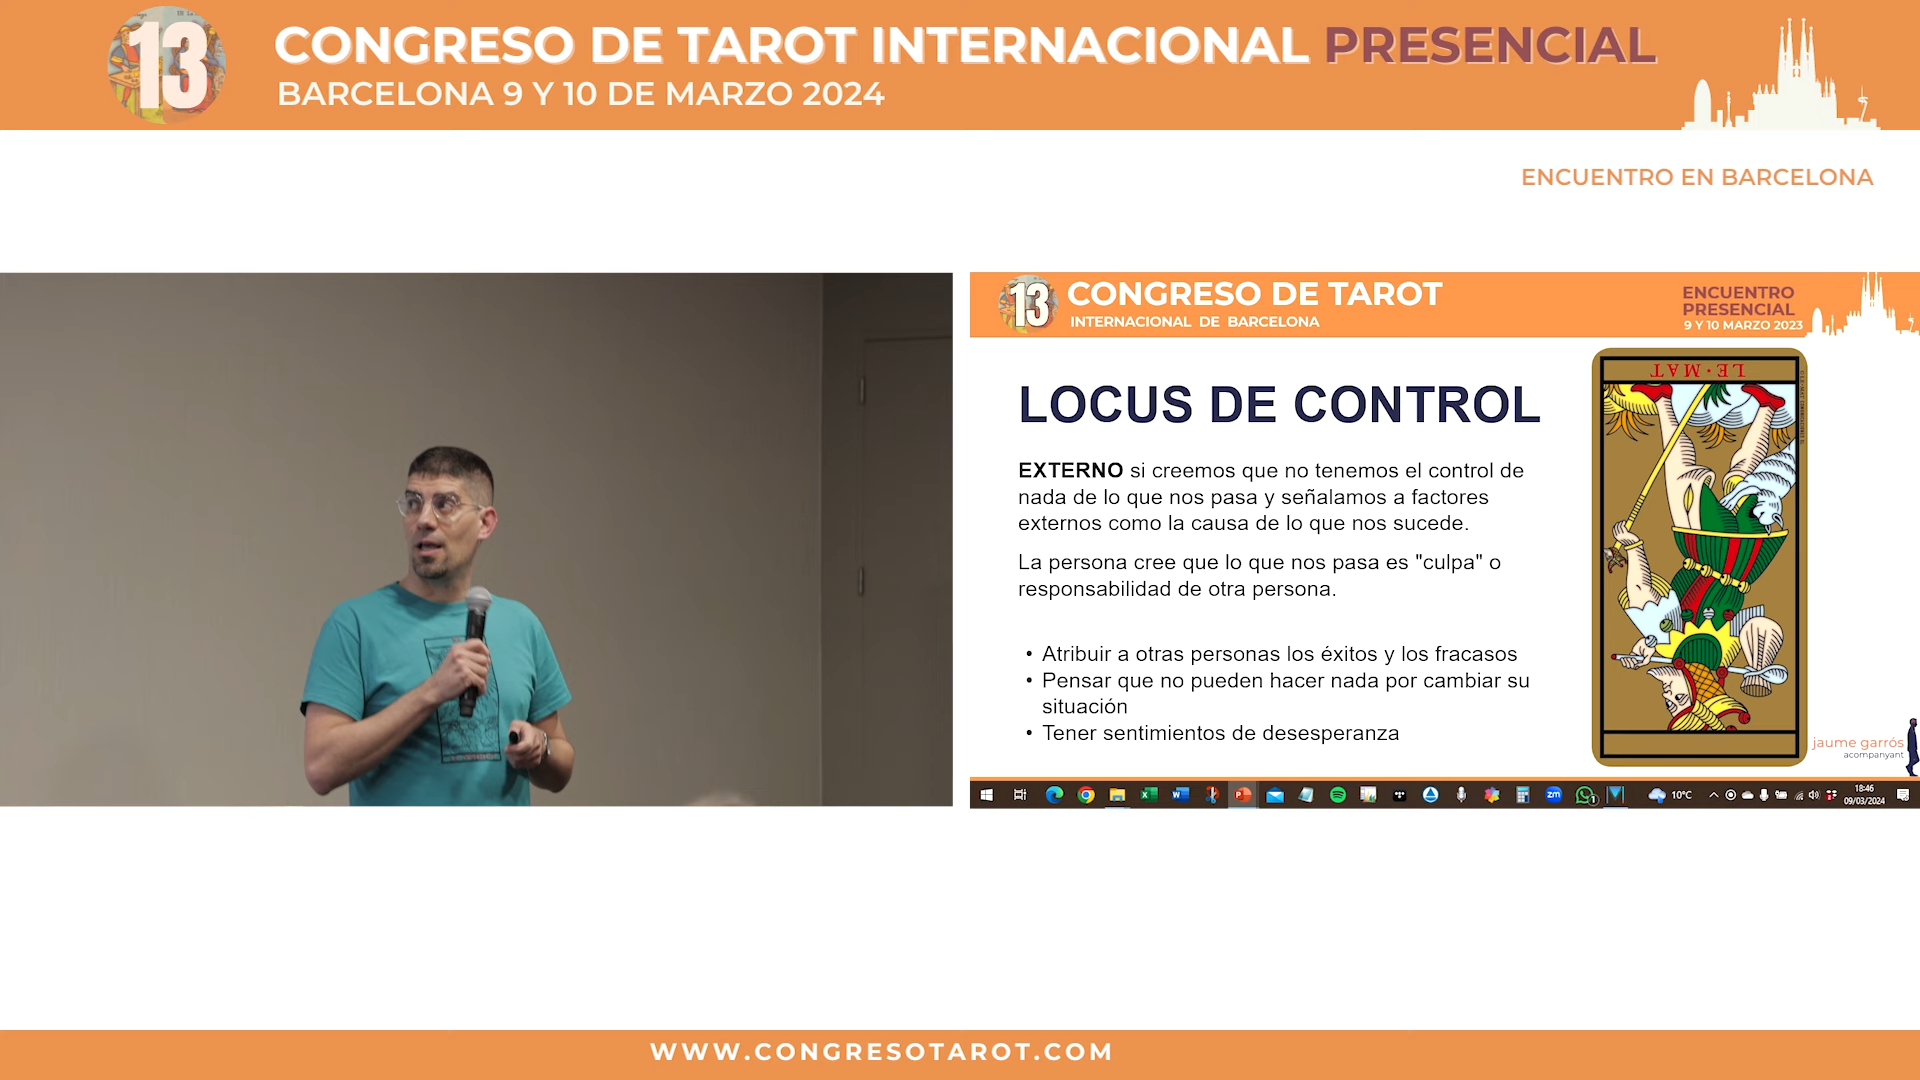 13
CONGRESO DE TAROT INTERNACIONAL PRESENCIAL
BARCELONA 9 Y 10 DE MARZO 2024
ENCUENTRO EN BARCELONA
13
CONGRESO DE TAROT
INTERNACIONAL DE BARCELONA
ENCUENTRO
PRESENCIAL
9 Y 10 MARZO 2023
LE·MAT
LOCUS DE CONTROL
EXTERNO si creemos que no tenemos el control de
nada de lo que nos pasa y señalamos a factores
externos como la causa de lo que nos sucede.
La persona cree que lo que nos pasa es "culpa" o
responsabilidad de otra persona.
• Atribuir a otras personas los éxitos y los fracasos
• Pensar que no pueden hacer nada por cambiar su
situación
• Tener sentimientos de desesperanza
jaume garrós
acompanyant
zm
1
10°C
18:46
09/03/2024
WWW.CONGRESOTAROT.COM